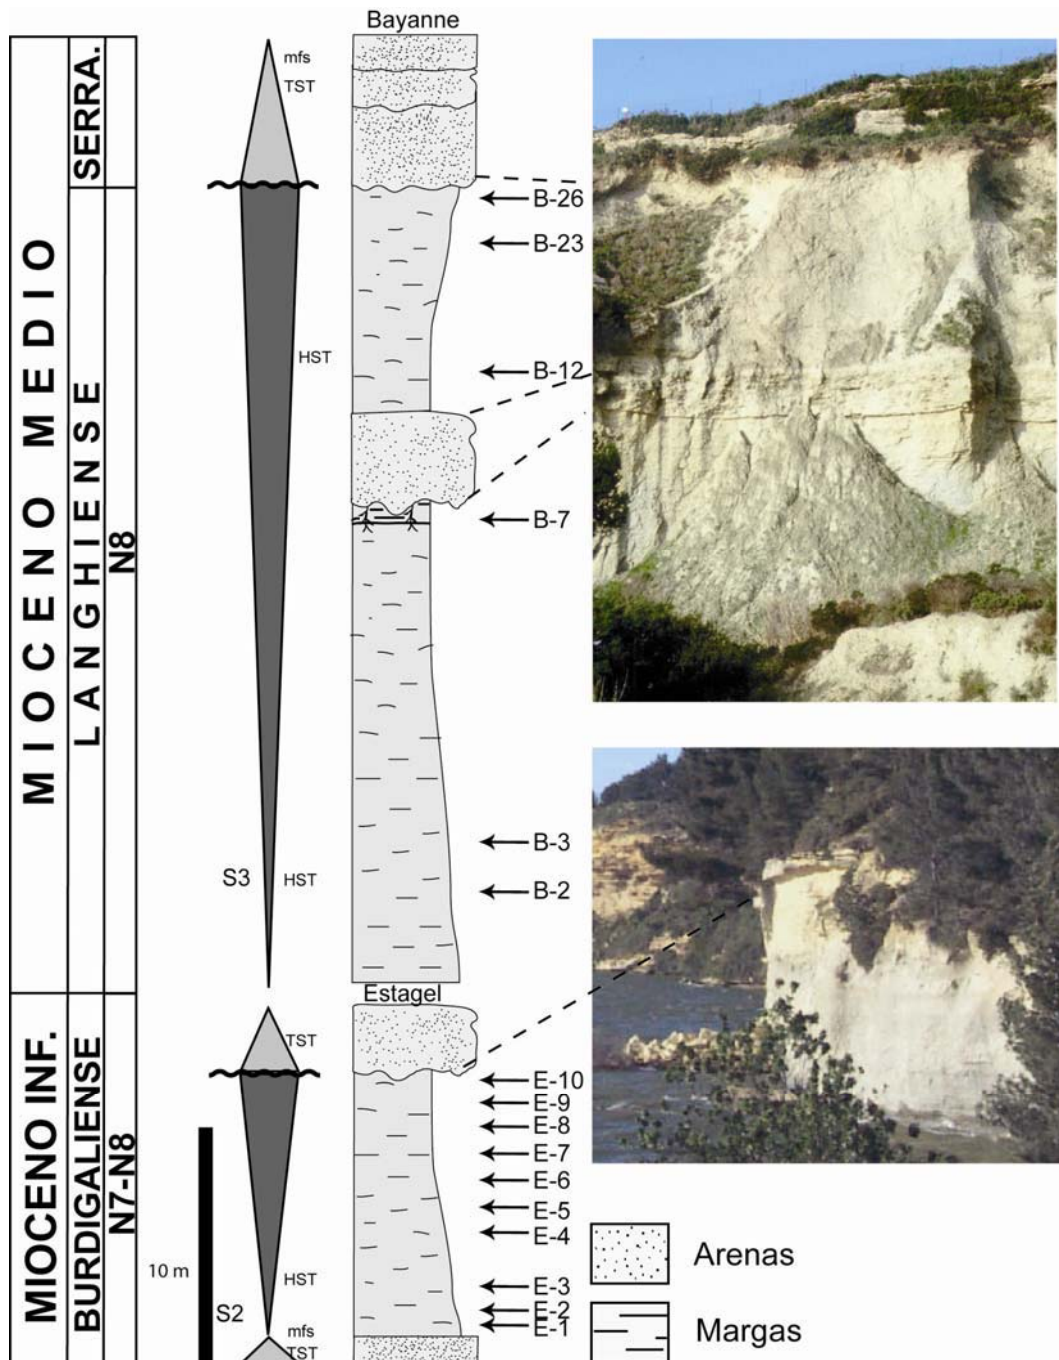 Bayanne
MIOCENO MEDIO
SERRA.
LANGHIENSE
N8
mfs
TST
HST
S3
HST
B-26
B-23
B-12
B-7
B-3
B-2
Estagel
MIOCENO INF.
BURDIGALIENSE
N7-N8
TST
10 m
S2
HST
mfs
TST
E-10
E-9
E-8
E-7
E-6
E-5
E-4
E-3
E-2
E-1
Arenas
Margas